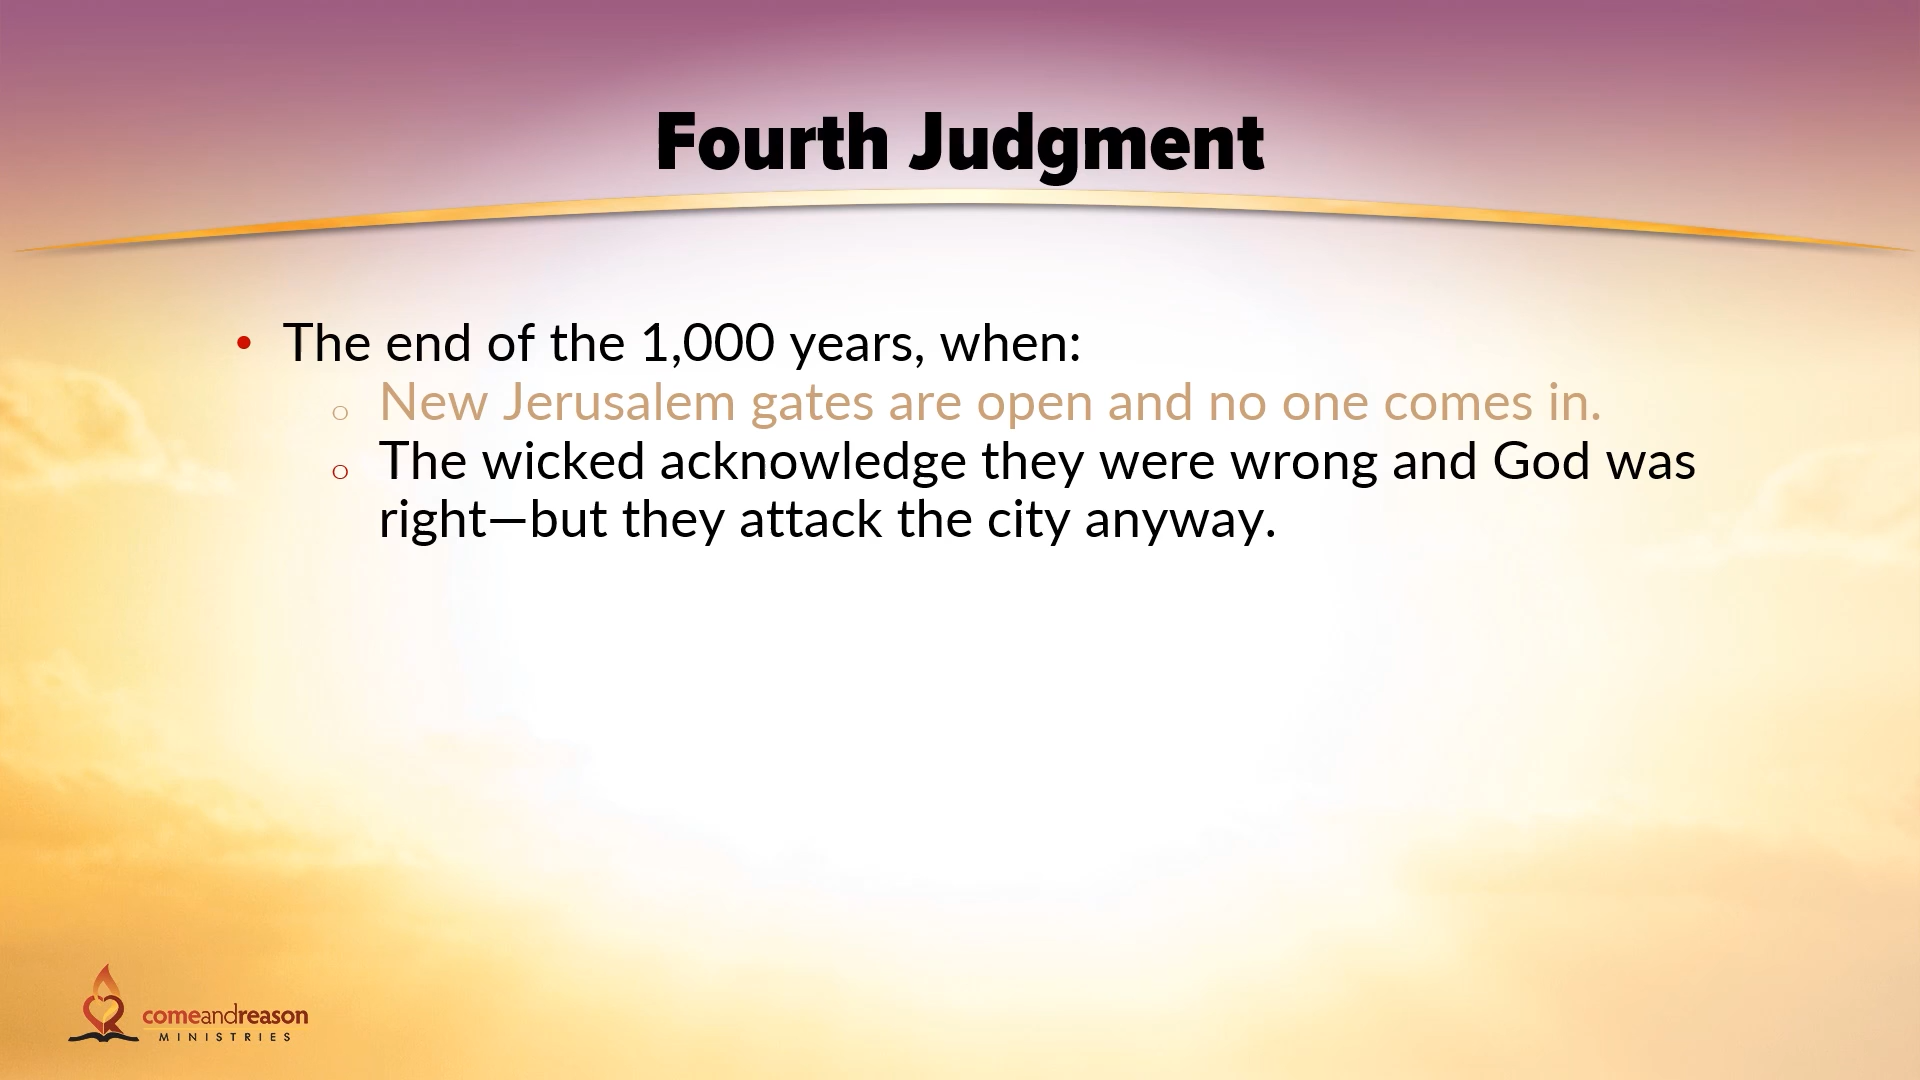 Fourth Judgment
• The end of the 1,000 years, when:
○ New Jerusalem gates are open and no one comes in.
○ The wicked acknowledge they were wrong and God was
right—but they attack the city anyway.
comeandreason
MINISTRIES